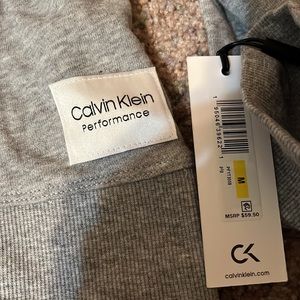 Calvin Klein
Performance
M
MSRP $59.50
CK
calvinklein.com